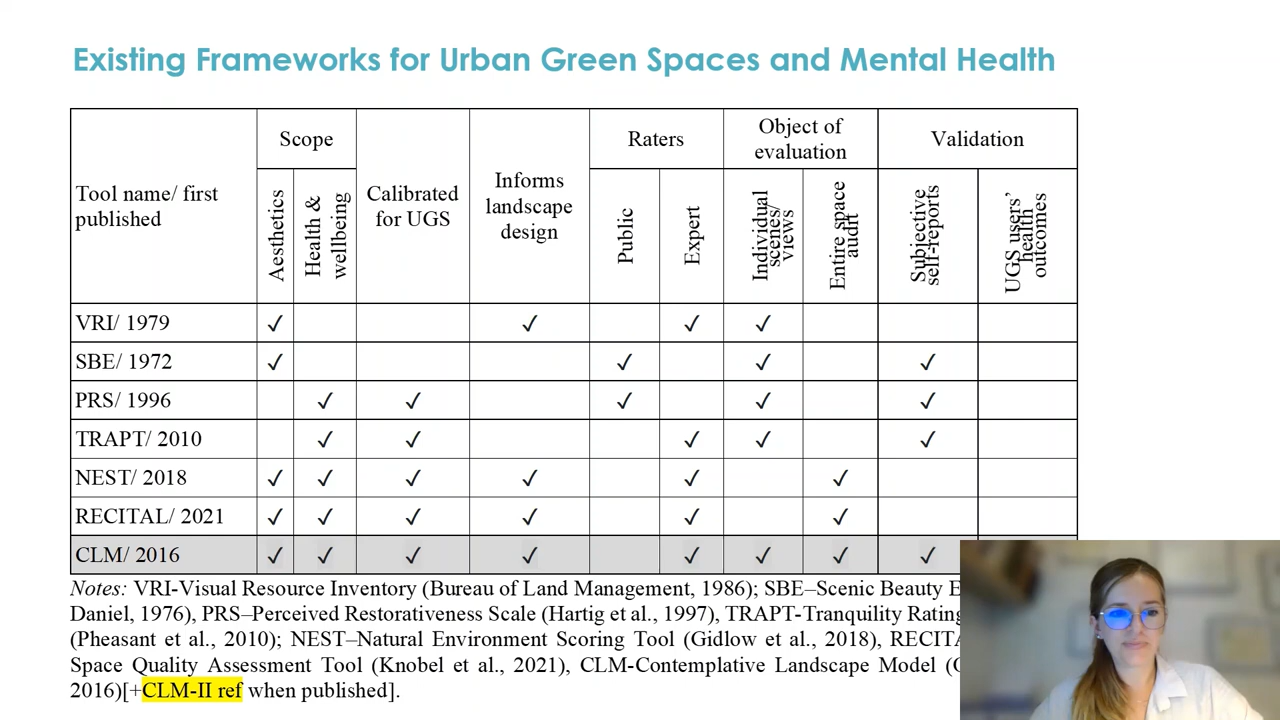 Existing Frameworks for Urban Green Spaces and Mental Health
Tool name/ first published
Scope
Calibrated for UGS
Informs landscape design
Raters
Object of evaluation
Validation
Aesthetics
Health & wellbeing
Public
Expert
Individual scenes/ views
Entire space audit
Subjective self-reports
UGS users' health outcomes
VRI/ 1979 ✓ ✓ ✓ ✓
SBE/ 1972 ✓ ✓ ✓ ✓
PRS/ 1996 ✓ ✓ ✓ ✓ ✓
TRAPT/ 2010 ✓ ✓ ✓ ✓ ✓
NEST/ 2018 ✓ ✓ ✓ ✓ ✓ ✓
RECITAL/ 2021 ✓ ✓ ✓ ✓ ✓ ✓
CLM/ 2016 ✓ ✓ ✓ ✓ ✓ ✓ ✓ ✓
Notes: VRI-Visual Resource Inventory (Bureau of Land Management, 1986); SBE–Scenic Beauty
Daniel, 1976), PRS–Perceived Restorativeness Scale (Hartig et al., 1997), TRAPT-Tranquility Rating
(Pheasant et al., 2010); NEST–Natural Environment Scoring Tool (Gidlow et al., 2018),
Space Quality Assessment Tool (Knobel et al., 2021), CLM-Contemplative Landscape Model
2016)[+CLM-II ref when published].